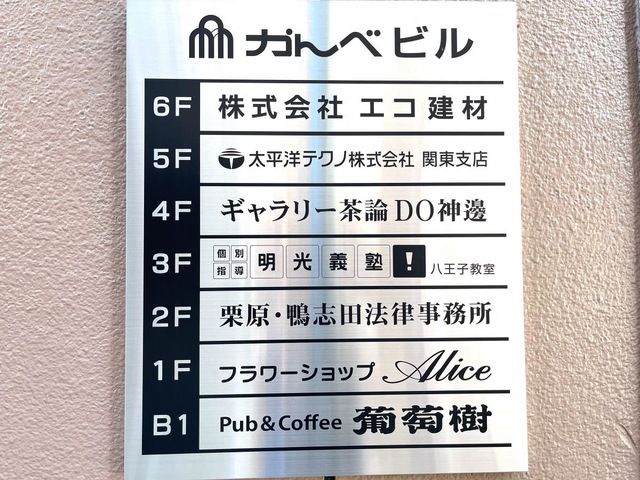 かんべビル
6F 株式会社 エコ建材
5F 太平洋テクノ株式会社 関東支店
4F ギャラリー茶論 DO神邊
3F 個別指導 明光義塾! 八王子教室
2F 栗原・鴨志田法律事務所
1F フラワーショップ Alice
B1 Pub & Coffee 葡萄樹